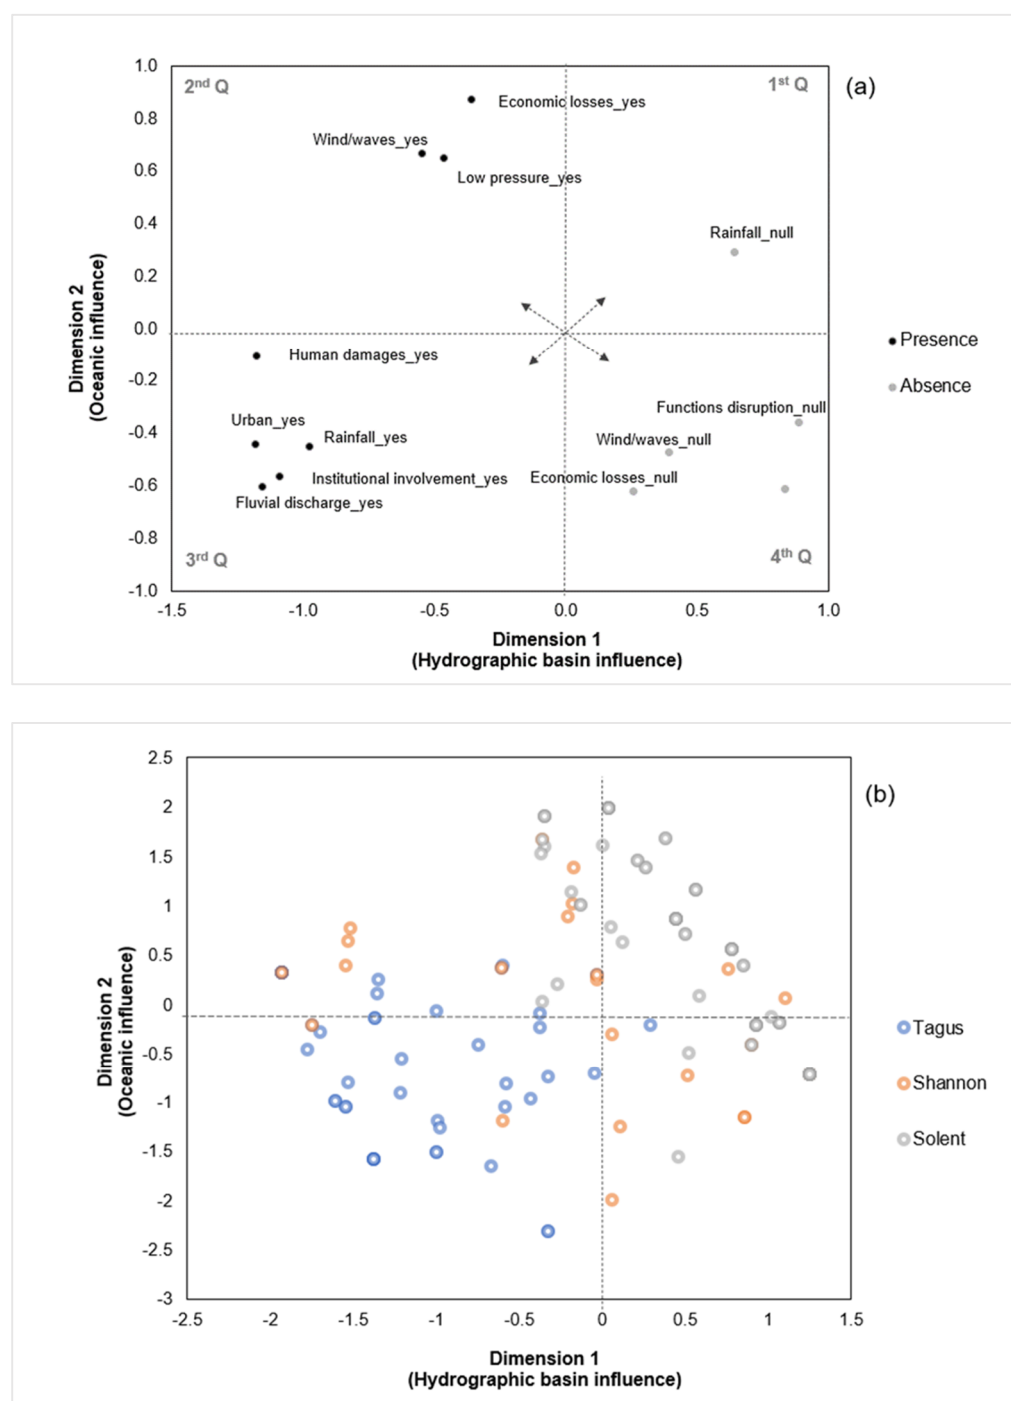 1.0
2nd Q
1st Q
(a)
Economic losses_yes
0.8
Wind/waves_yes
0.6
Low pressure_yes
0.4
Rainfall_null
0.2
0.0
Human damages_yes
Presence
-0.2
Absence
Functions disruption_null
-0.4
Urban_yes
Rainfall_yes
Wind/waves_null
Institutional involvement_yes
Economic losses_null
-0.6
Fluvial discharge_yes
-0.8
3rd Q
4th Q
-1.0
-1.5 -1.0 -0.5 0.0 0.5 1.0
Dimension 1
(Hydrographic basin influence)
Dimension 2
(Oceanic influence)
2.5
(b)
2
1.5
1
0.5
0
-0.5
-1
-1.5
-2
-2.5
-3
Tagus
Shannon
Solent
-2.5 -2 -1.5 -1 -0.5 0 0.5 1 1.5
Dimension 1
(Hydrographic basin influence)
Dimension 2
(Oceanic influence)